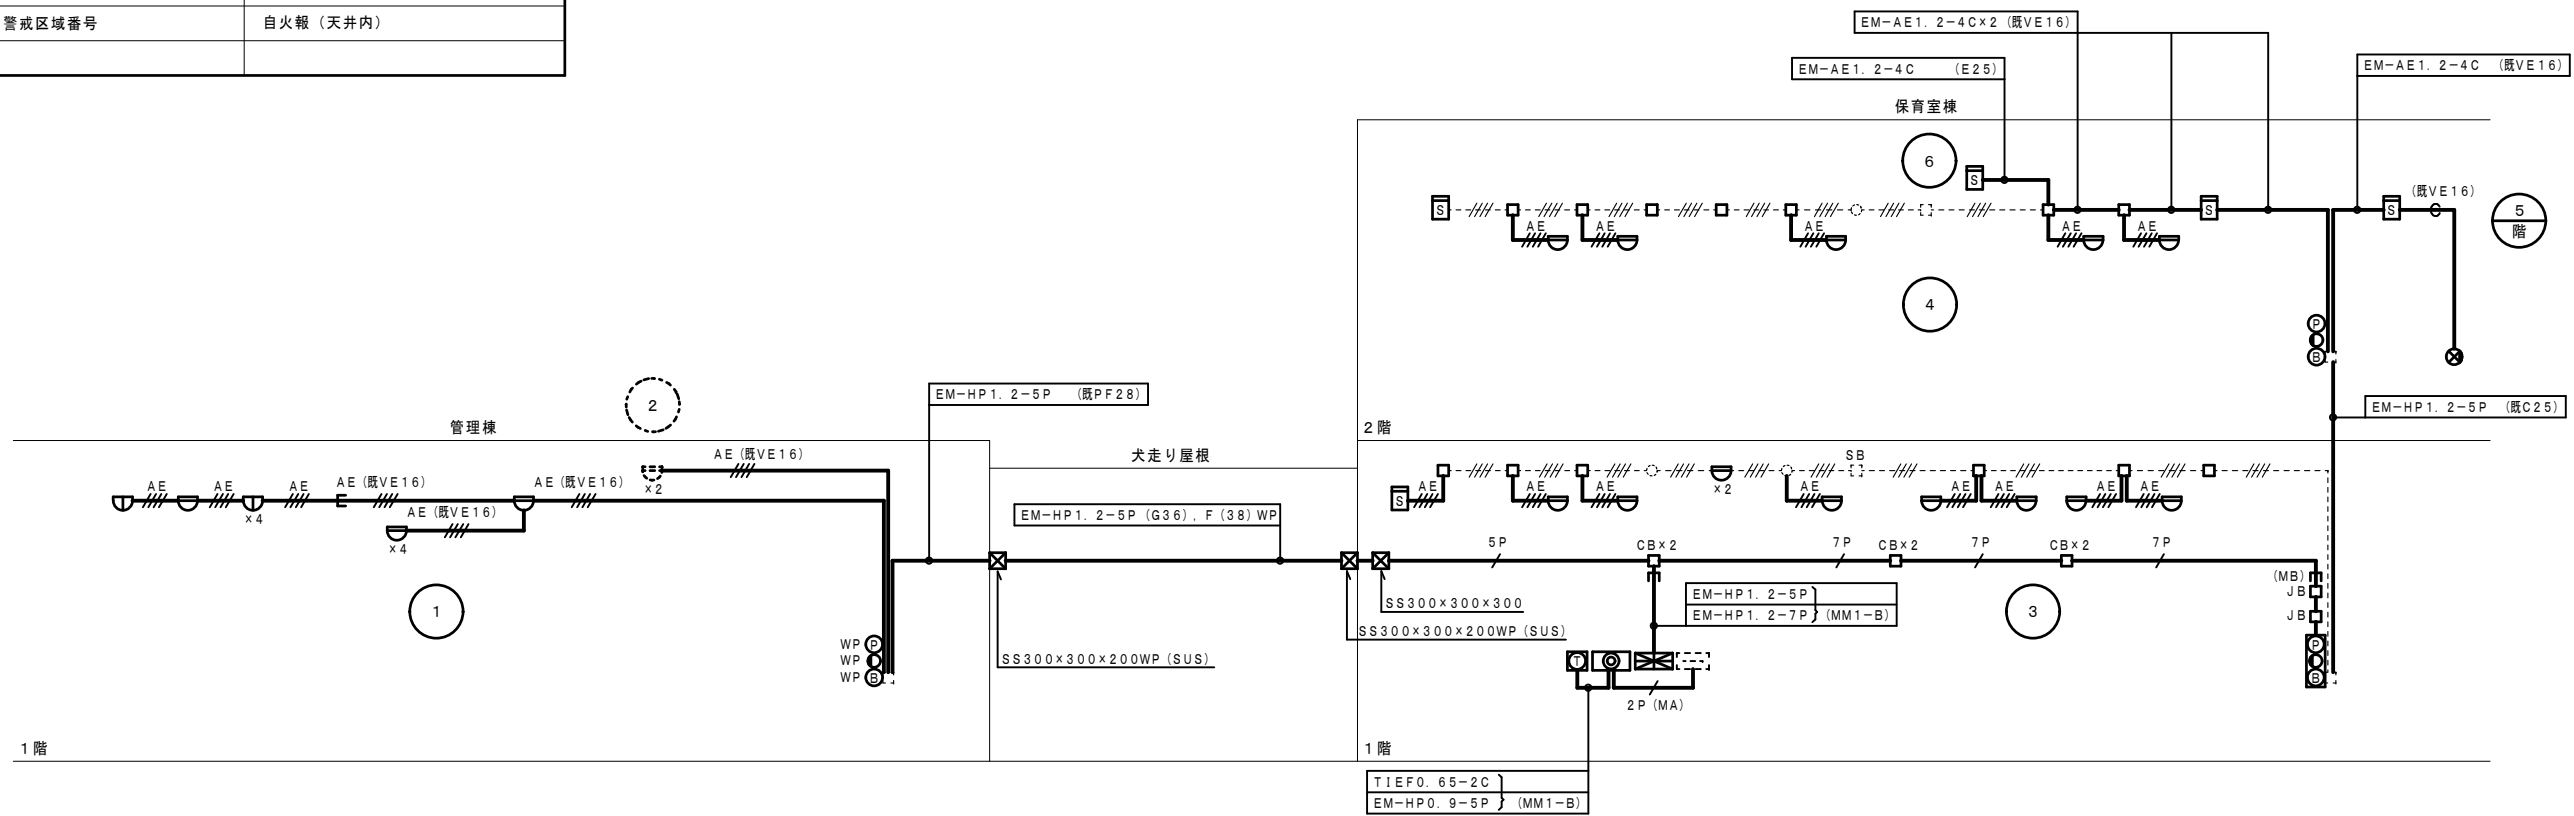 警戒区域番号 自火報（天井内）
EM-AE1.2-4C×2（既VE16）
EM-AE1.2-4C （E25）
EM-AE1.2-4C （既VE16）
保育室棟
6
S
S S S
（既VE16）
5
階
AE AE AE AE AE
4
P
B
EM-HP1.2-5P （既C25）
2階
2
EM-HP1.2-5P （既PF28）
管理棟
犬走り屋根
AE（既VE16）
×2
AE AE AE AE（既VE16） AE（既VE16）
×4
AE（既VE16）
×4
SB
×2
S AE AE AE AE AE AE AE AE
EM-HP1.2-5P（G36），F（38）WP
5P CB×2 7P CB×2 7P CB×2 7P
（MB）
JB
JB
P
B
1
3
SS300×300×300
SS300×300×200WP（SUS）
SS300×300×200WP（SUS）
EM-HP1.2-5P
EM-HP1.2-7P （MM1-B）
WP P
WP
WP B
T
2P（MA）
1階
1階
TIEF0.65-2C
EM-HP0.9-5P （MM1-B）